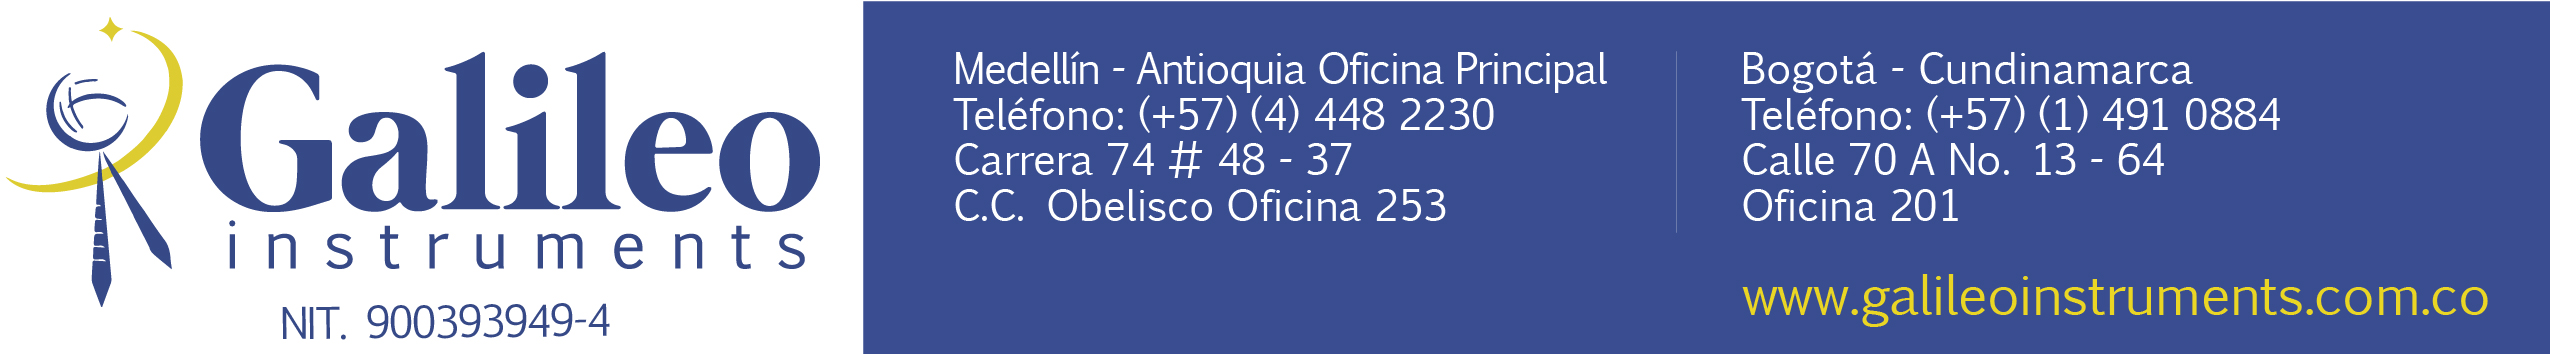 Galileo
instruments
NIT. 900393949-4
Medellín - Antioquia Oficina Principal
Teléfono: (+57) (4) 448 2230
Carrera 74 # 48 - 37
C.C. Obelisco Oficina 253
Bogotá - Cundinamarca
Teléfono: (+57) (1) 491 0884
Calle 70 A No. 13 - 64
Oficina 201
www.galileoinstruments.com.co